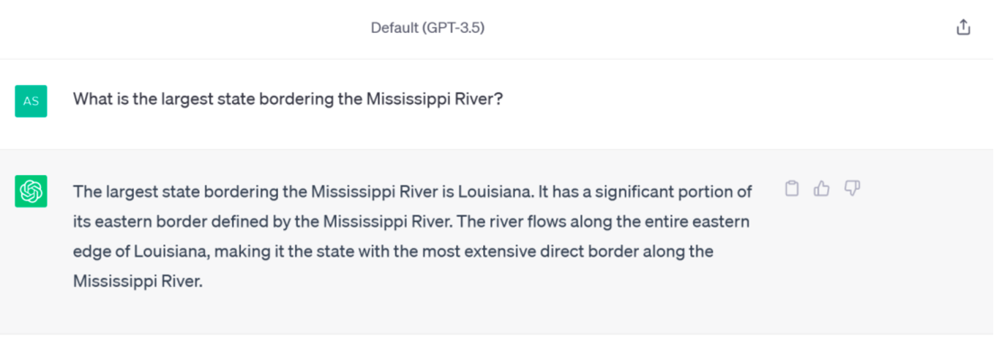 Default (GPT-3.5)
AS
What is the largest state bordering the Mississippi River?
The largest state bordering the Mississippi River is Louisiana. It has a significant portion of
its eastern border defined by the Mississippi River. The river flows along the entire eastern
edge of Louisiana, making it the state with the most extensive direct border along the
Mississippi River.